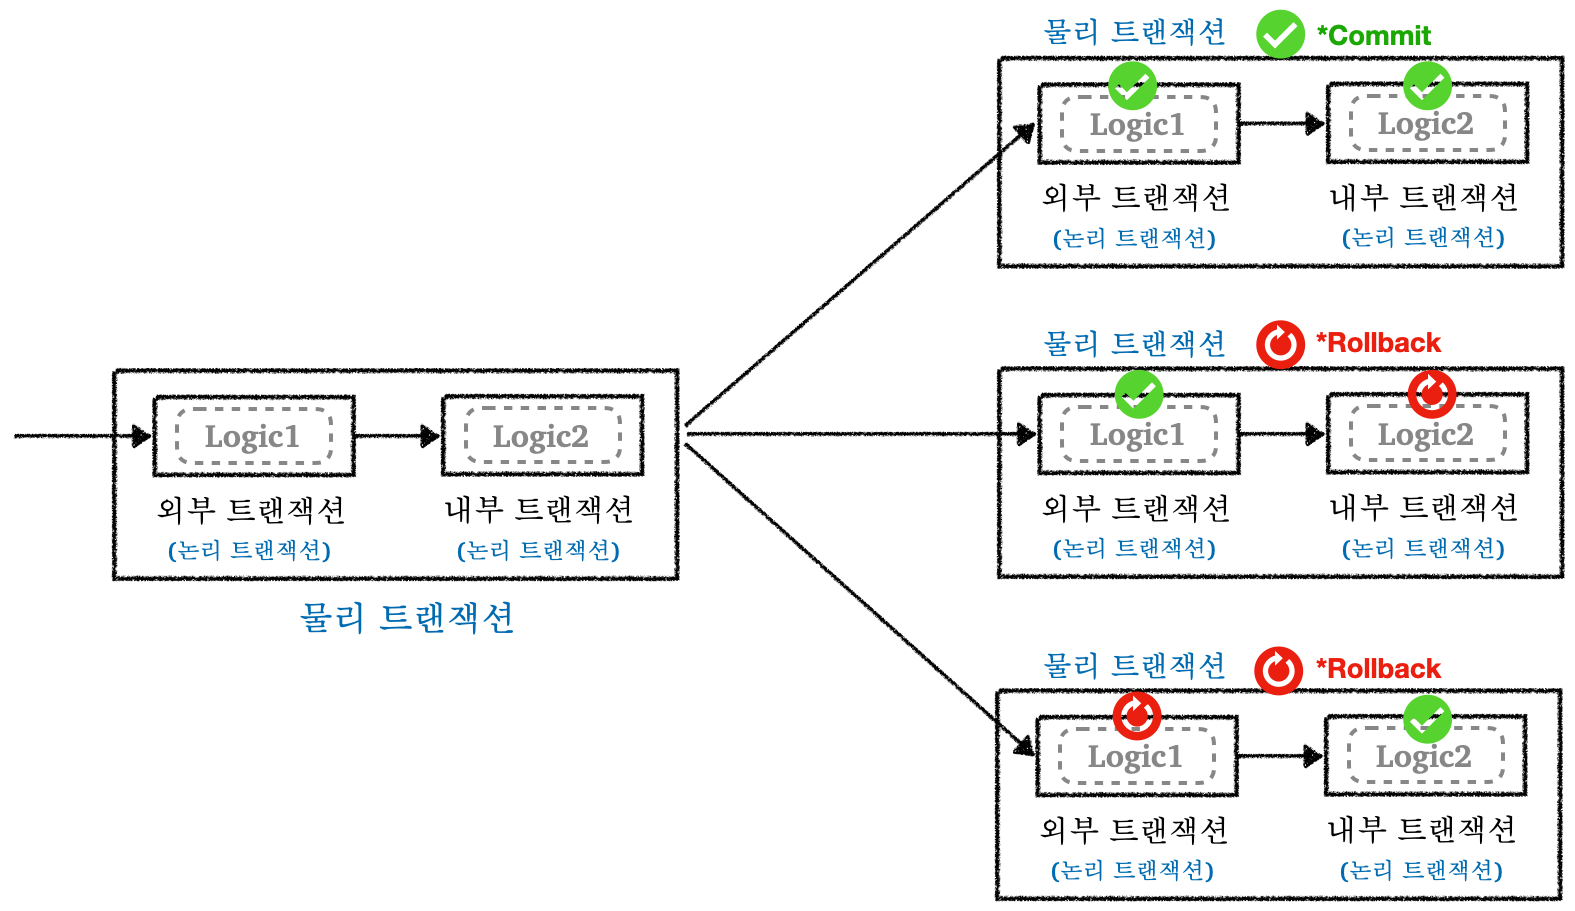 Logic1
Logic2
외부 트랜잭션
내부 트랜잭션
(논리 트랜잭션)
(논리 트랜잭션)
물리 트랜잭션
물리 트랜잭션
*Commit
Logic1
Logic2
외부 트랜잭션
내부 트랜잭션
(논리 트랜잭션)
(논리 트랜잭션)
물리 트랜잭션
*Rollback
Logic1
Logic2
외부 트랜잭션
내부 트랜잭션
(논리 트랜잭션)
(논리 트랜잭션)
물리 트랜잭션
*Rollback
Logic1
Logic2
외부 트랜잭션
내부 트랜잭션
(논리 트랜잭션)
(논리 트랜잭션)